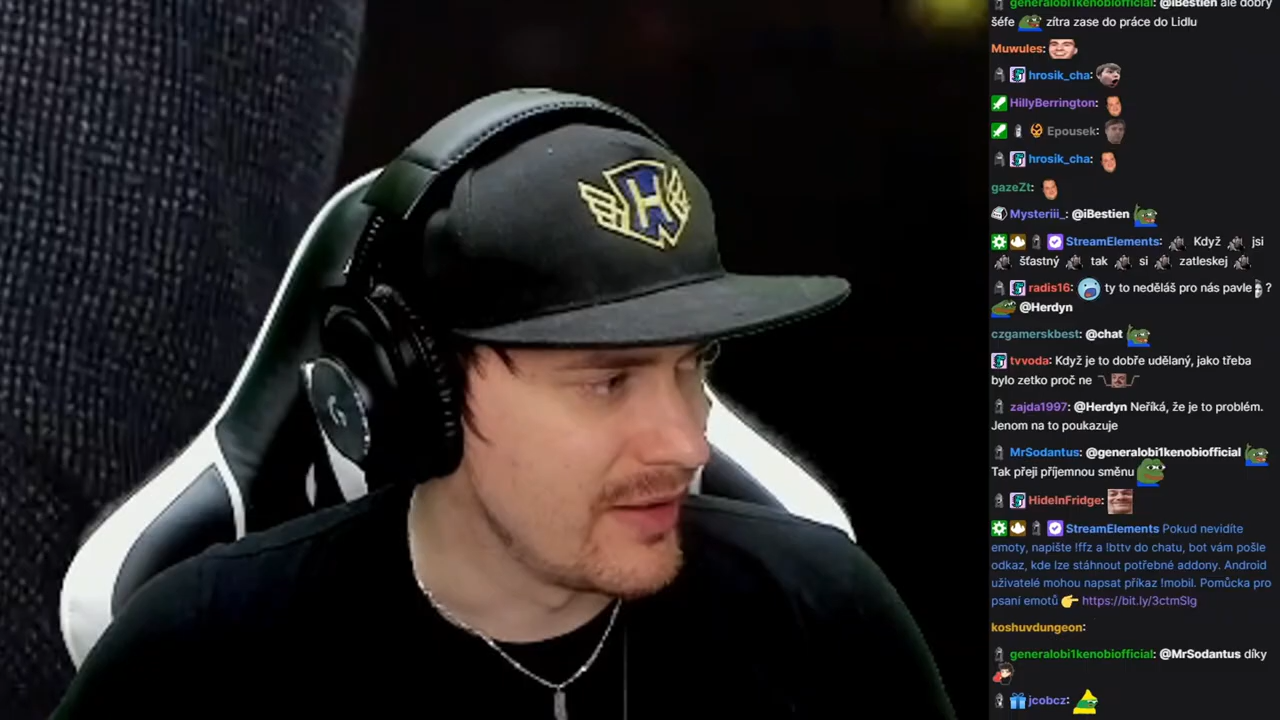 generalobi1kenobiofficial: @iBestien ale dobrý
šéfe zítra zase do práce do Lidlu
Muwules:
hrosik_cha:
HillyBerrington:
Epousek:
hrosik_cha:
gazeZt:
Mysteriii_: @iBestien
StreamElements: Když jsi
šťastný tak si zatleskej
radis16: ty to neděláš pro nás pavle ?
@Herdyn
czgamerskbest: @chat
tvvoda: Když je to dobře udělaný, jako třeba
bylo zetko proč ne
zajda1997: @Herdyn Neříká, že je to problém.
Jenom na to poukazuje
MrSodantus: @generalobi1kenobiofficial
Tak přeji příjemnou směnu
HideInFridge:
StreamElements Pokud nevidíte
emoty, napište !ffz a !bttv do chatu, bot vám pošle
odkaz, kde lze stáhnout potřebné addony. Android
uživatelé mohou napsat příkaz !mobil. Pomůcka pro
psaní emotů https://bit.ly/3ctmSlg
koshuvdungeon:
generalobi1kenobiofficial: @MrSodantus díky
jcobcz:
H